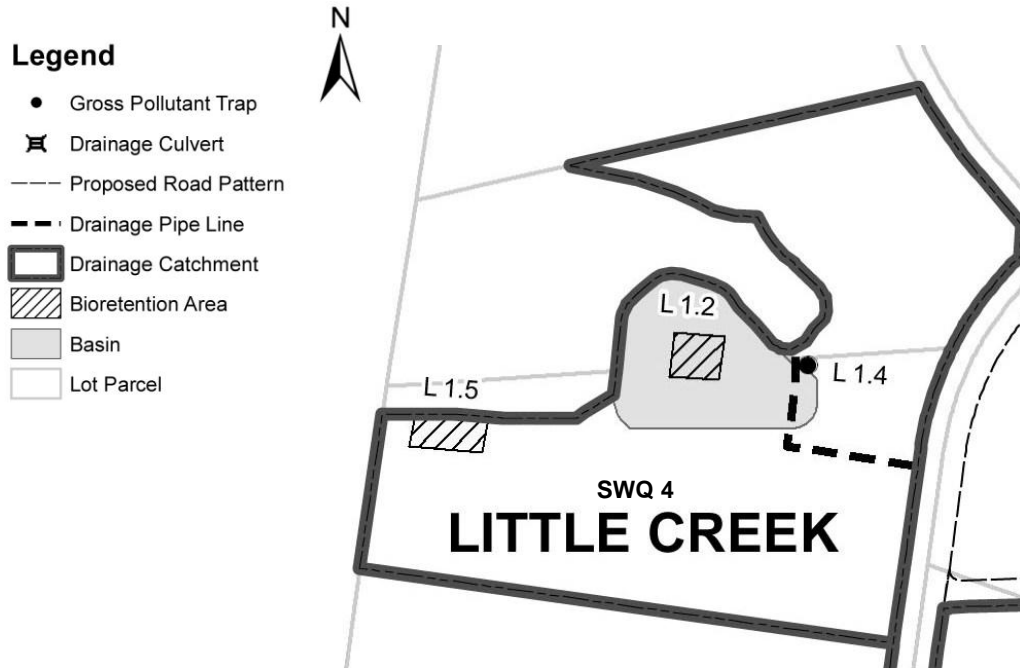 N
Legend
Gross Pollutant Trap
Drainage Culvert
Proposed Road Pattern
Drainage Pipe Line
Drainage Catchment
Bioretention Area
Basin
Lot Parcel
L 1.2
L 1.4
L 1.5
SWQ 4
LITTLE CREEK